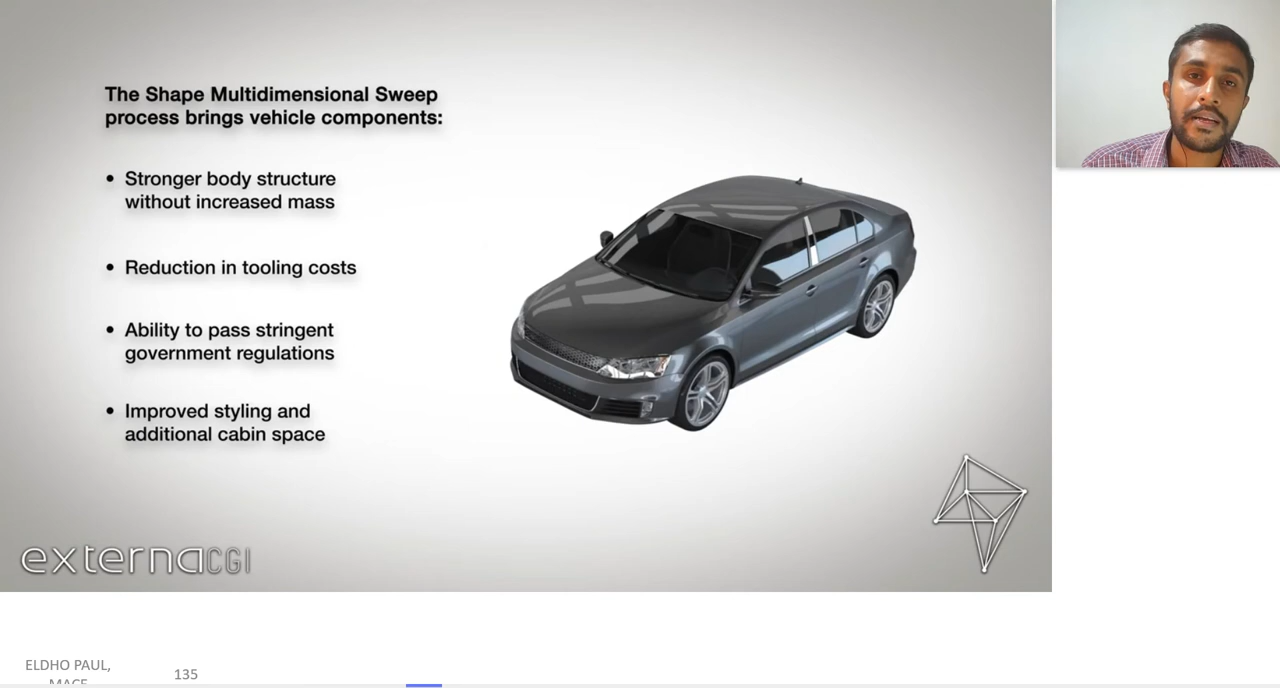 The Shape Multidimensional Sweep
process brings vehicle components:
• Stronger body structure
without increased mass
• Reduction in tooling costs
• Ability to pass stringent
government regulations
• Improved styling and
additional cabin space
externaCGI
ELDHO PAUL,
MACE
135